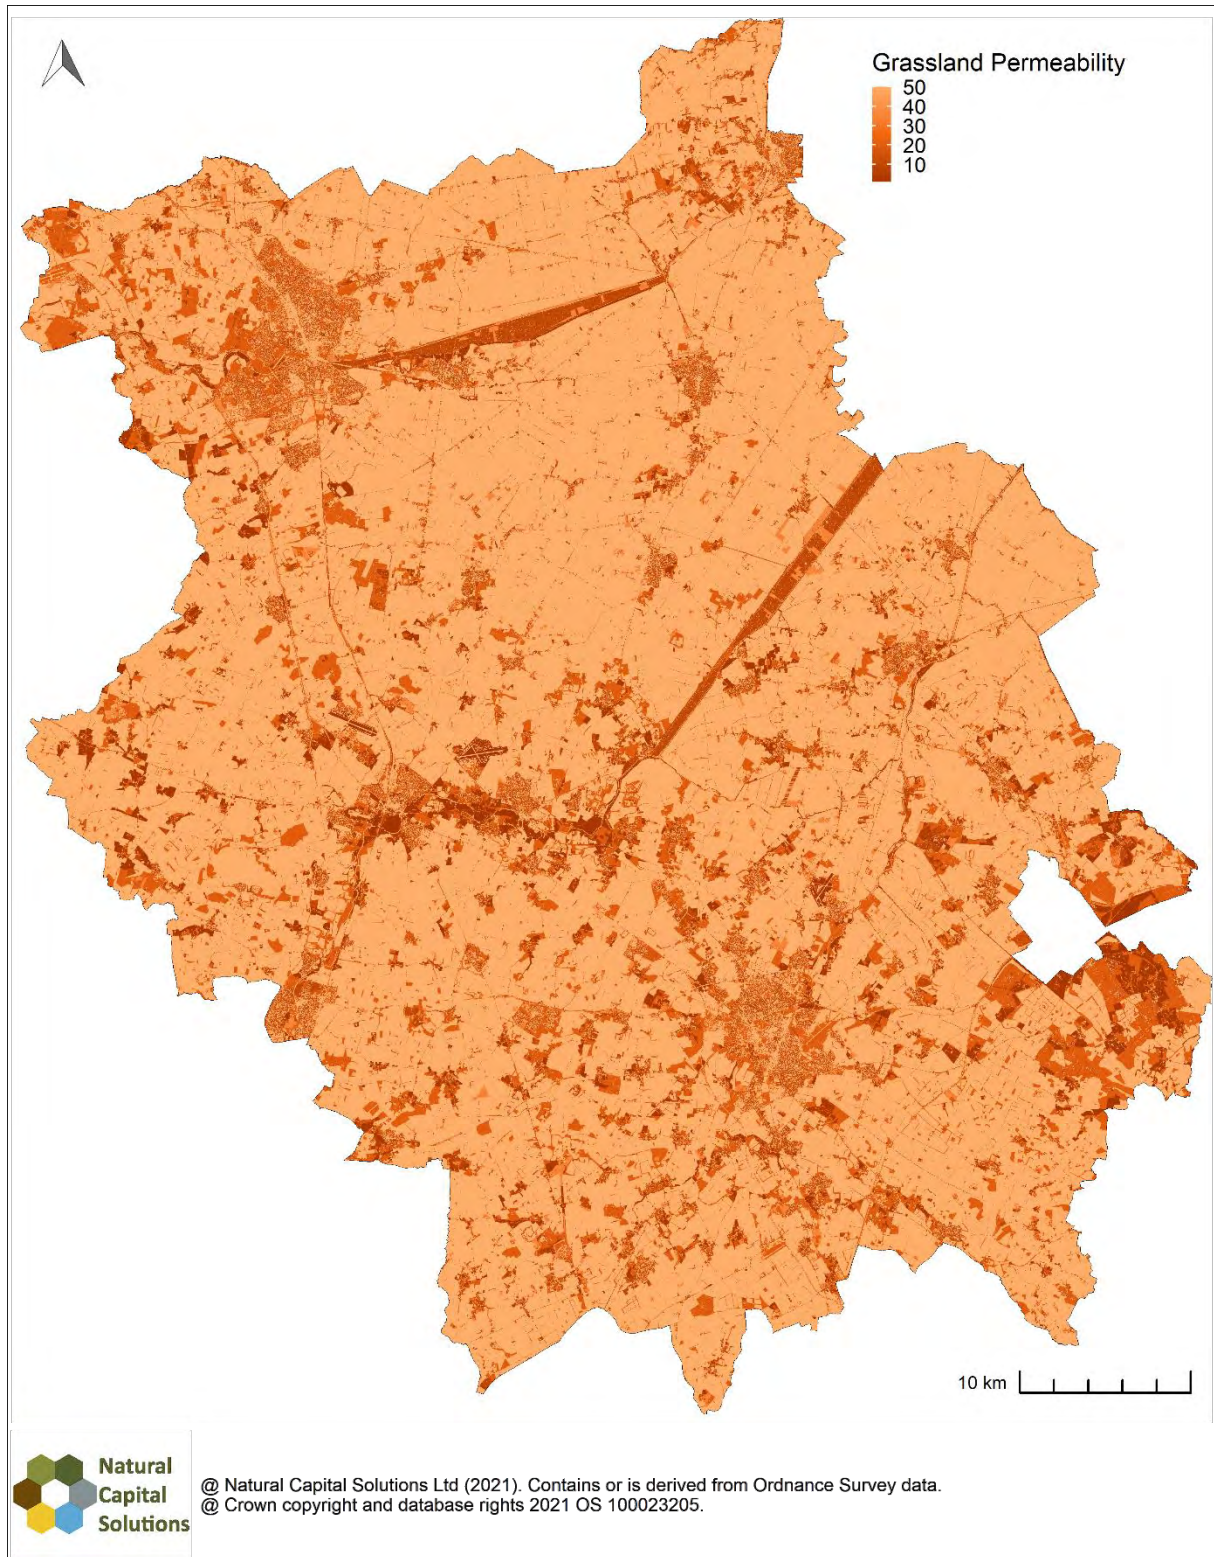 Grassland Permeability
50
40
30
20
10
10 km
Natural
Capital
Solutions
@ Natural Capital Solutions Ltd (2021). Contains or is derived from Ordnance Survey data.
@ Crown copyright and database rights 2021 OS 100023205.